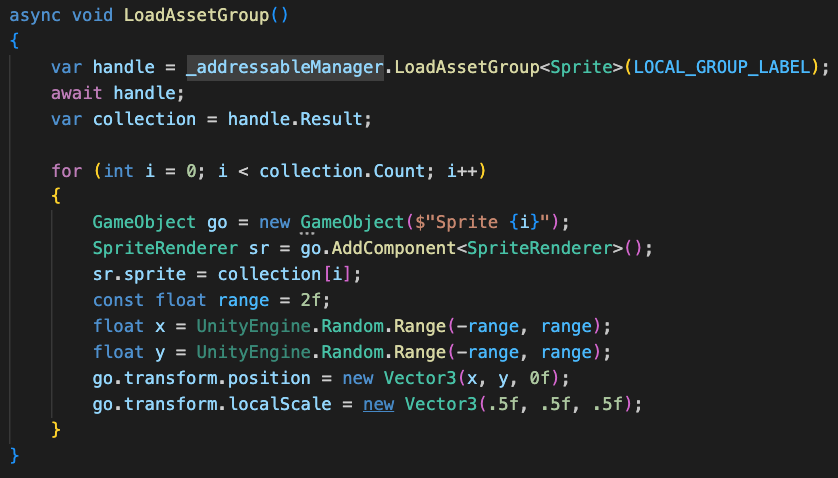 async void LoadAssetGroup()
{
    var handle = _addressableManager.LoadAssetGroup<Sprite>(LOCAL_GROUP_LABEL);
    await handle;
    var collection = handle.Result;

    for (int i = 0; i < collection.Count; i++)
    {
        GameObject go = new GameObject($"Sprite {i}");
        SpriteRenderer sr = go.AddComponent<SpriteRenderer>();
        sr.sprite = collection[i];
        const float range = 2f;
        float x = UnityEngine.Random.Range(-range, range);
        float y = UnityEngine.Random.Range(-range, range);
        go.transform.position = new Vector3(x, y, 0f);
        go.transform.localScale = new Vector3(.5f, .5f, .5f);
    }
}